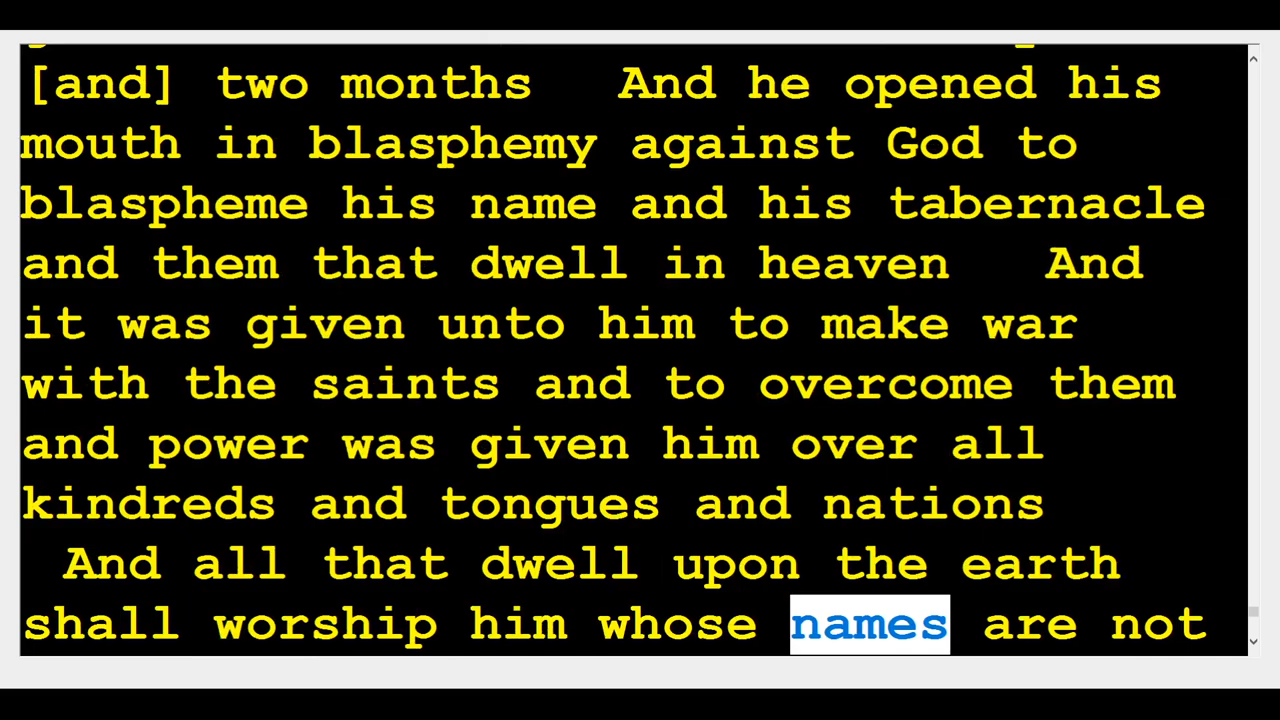 [and] two months And he opened his
mouth in blasphemy against God to
blaspheme his name and his tabernacle
and them that dwell in heaven And
it was given unto him to make war
with the saints and to overcome them
and power was given him over all
kindreds and tongues and nations
And all that dwell upon the earth
shall worship him whose names are not